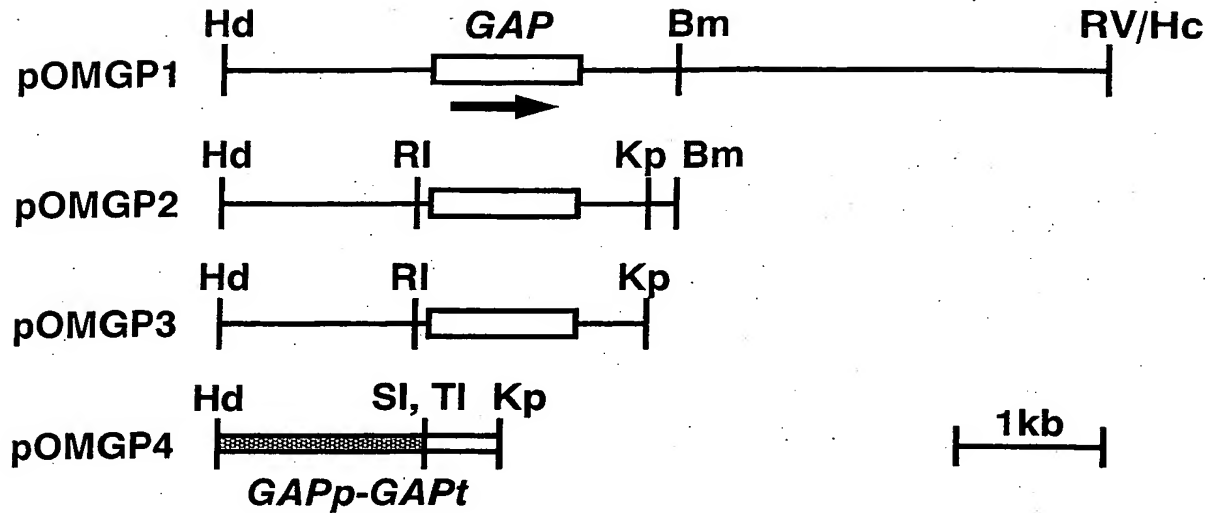 Hd GAP Bm RV/Hc
pOMGP1
Hd RI Kp Bm
pOMGP2
Hd RI Kp
pOMGP3
Hd SI, TI Kp
pOMGP4 1kb
GAPp-GAPt